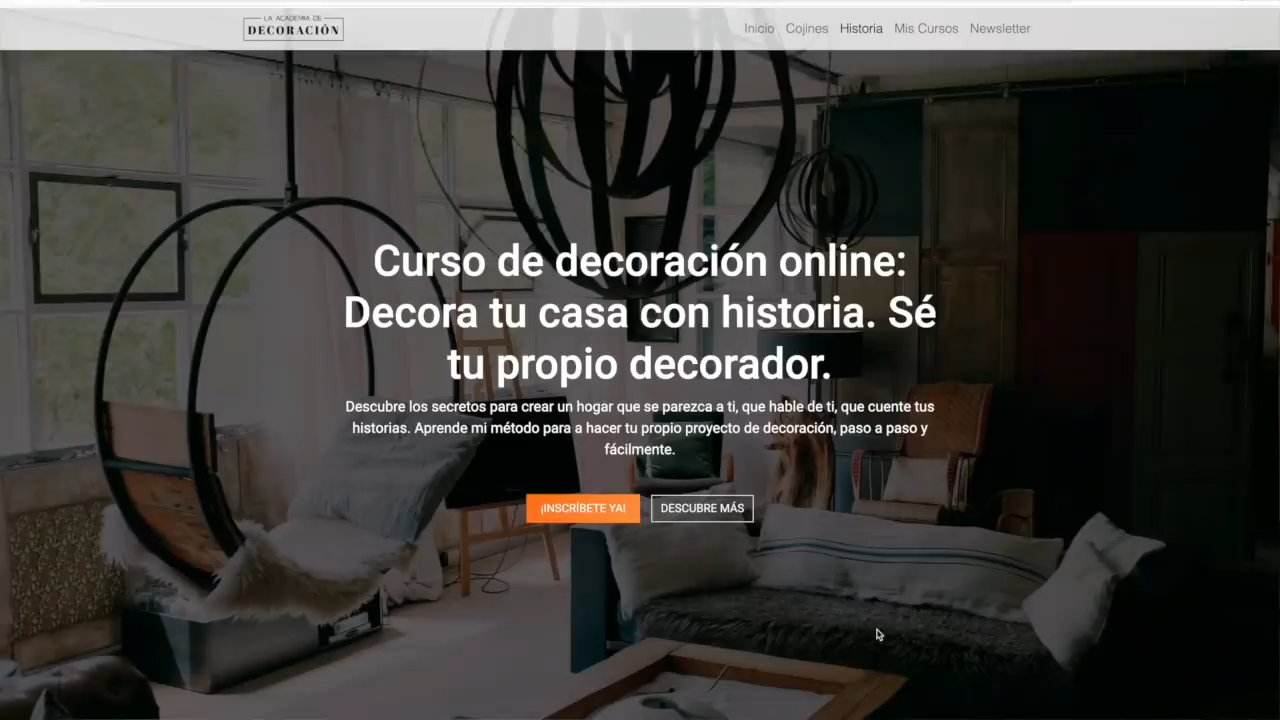 LA ACADEMIA DE
DECORACIÓN
Inicio Cojines Historia Mis Cursos Newsletter
Curso de decoración online:
Decora tu casa con historia. Sé
tu propio decorador.
Descubre los secretos para crear un hogar que se parezca a ti, que hable de ti, que cuente tus
historias. Aprende mi método para a hacer tu propio proyecto de decoración, paso a paso y
fácilmente.
¡INSCRÍBETE YA! DESCUBRE MÁS